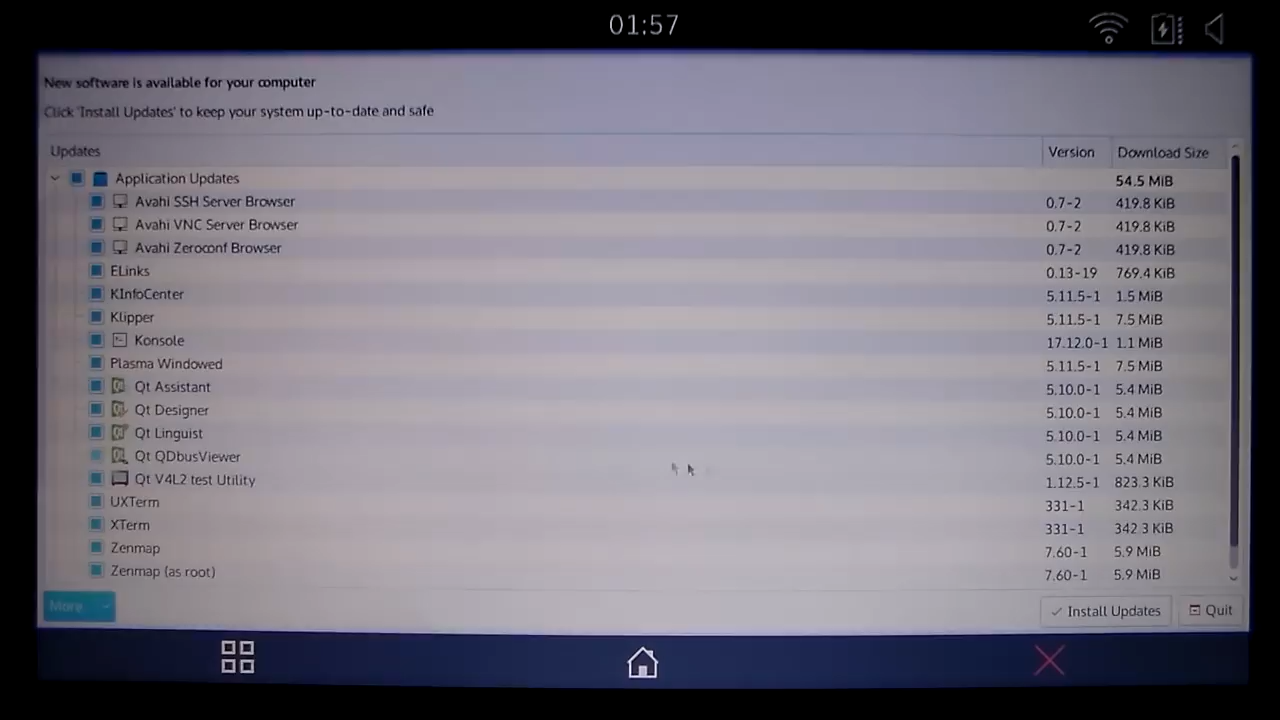 01:57
New software is available for your computer
Click 'Install Updates' to keep your system up-to-date and safe
Updates Version Download Size
Application Updates 54.5 MiB
Avahi SSH Server Browser 0.7-2 419.8 KiB
Avahi VNC Server Browser 0.7-2 419.8 KiB
Avahi Zeroconf Browser 0.7-2 419.8 KiB
ELinks 0.13-19 769.4 KiB
KInfoCenter 5.11.5-1 1.5 MiB
Klipper 5.11.5-1 7.5 MiB
Konsole 17.12.0-1 1.1 MiB
Plasma Windowed 5.11.5-1 7.5 MiB
Qt Assistant 5.10.0-1 5.4 MiB
Qt Designer 5.10.0-1 5.4 MiB
Qt Linguist 5.10.0-1 5.4 MiB
Qt QDbusViewer 5.10.0-1 5.4 MiB
Qt V4L2 test Utility 1.12.5-1 823.3 KiB
UXTerm 331-1 342.3 KiB
XTerm 331-1 342.3 KiB
Zenmap 7.60-1 5.9 MiB
Zenmap (as root) 7.60-1 5.9 MiB
More Install Updates Quit